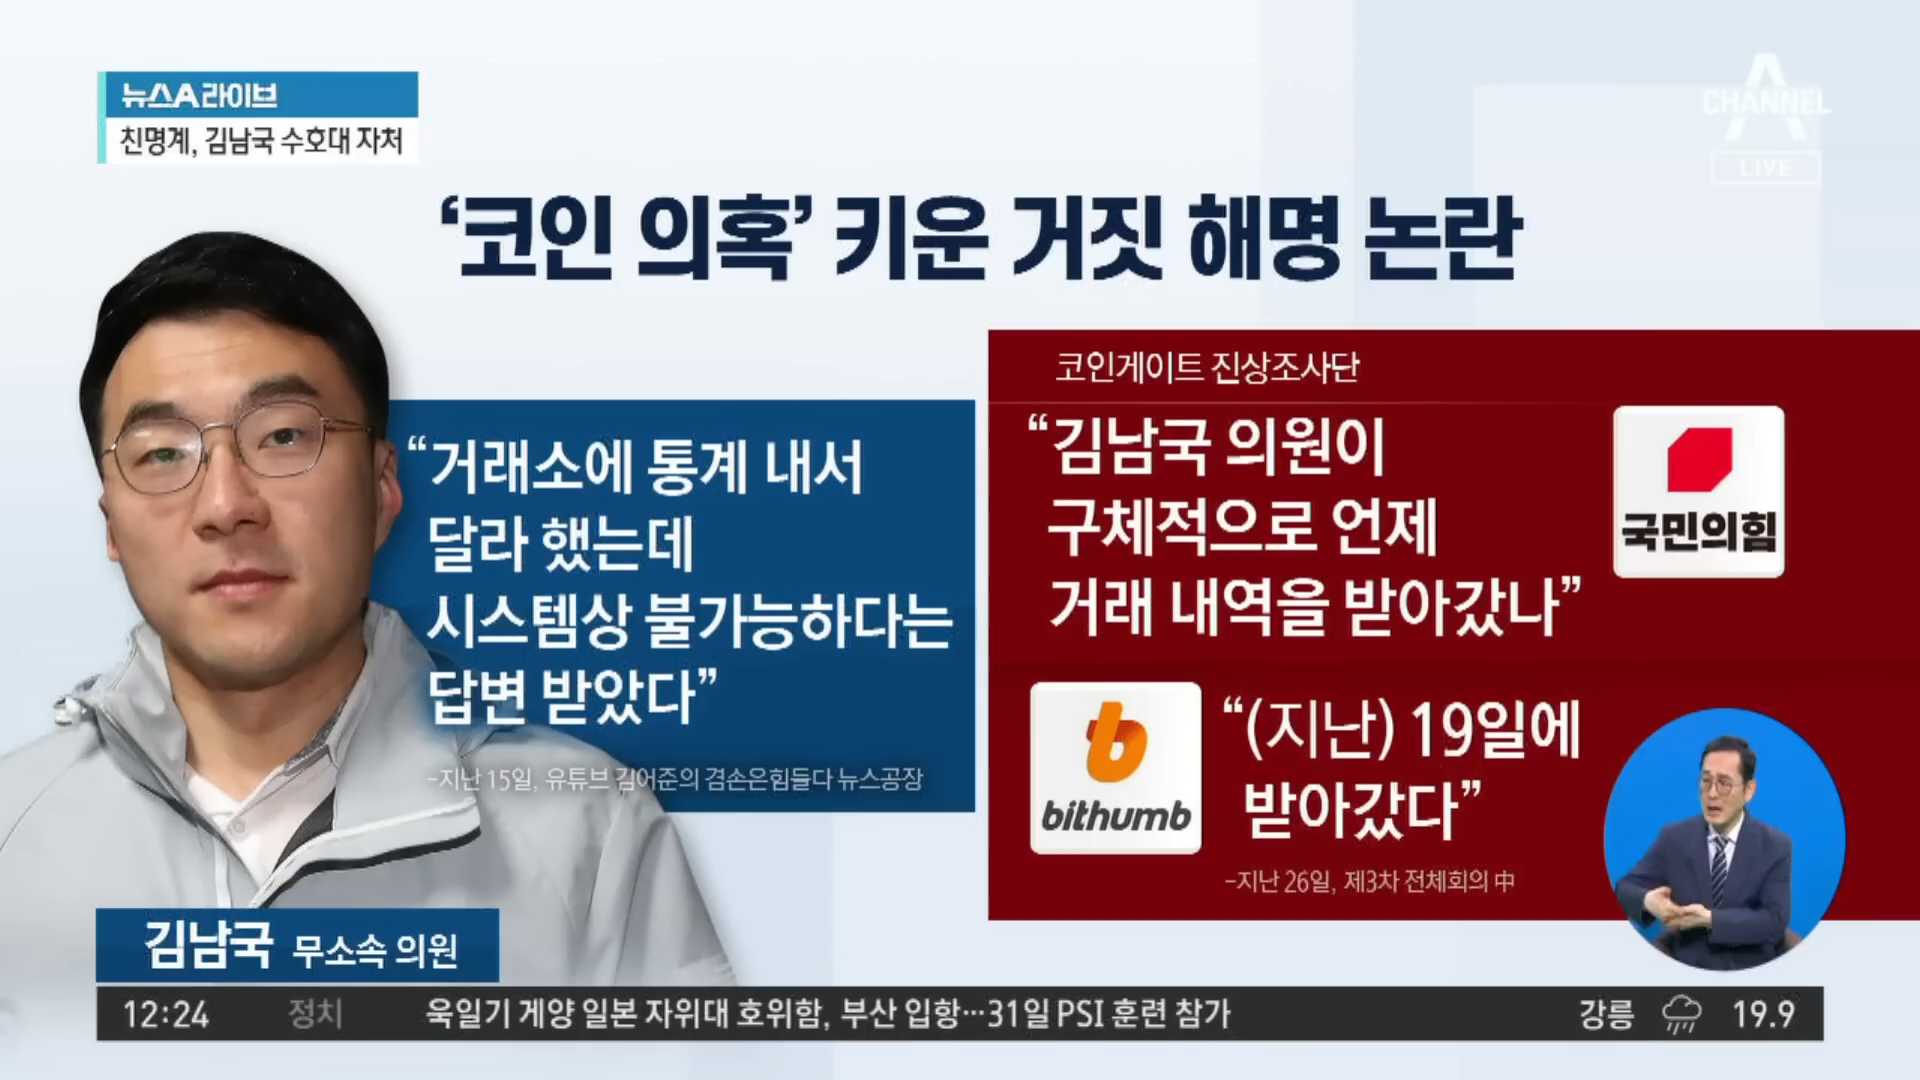 뉴스A 라이브
친명계, 김남국 수호대 자처
CHANNEL A
LIVE
‘코인 의혹’ 키운 거짓 해명 논란
“거래소에 통계 내서
달라 했는데
시스템상 불가능하다는
답변 받았다”
-지난 15일, 유튜브 김어준의 겸손은힘들다 뉴스공장
코인게이트 진상조사단
“김남국 의원이
구체적으로 언제
거래 내역을 받아갔나”
국민의힘
bithumb
“(지난) 19일에
받아갔다”
-지난 26일, 제3차 전체회의 中
김남국 무소속 의원
12:24 정치 욱일기 게양 일본 자위대 호위함, 부산 입항…31일 PSI 훈련 참가 강릉 19.9